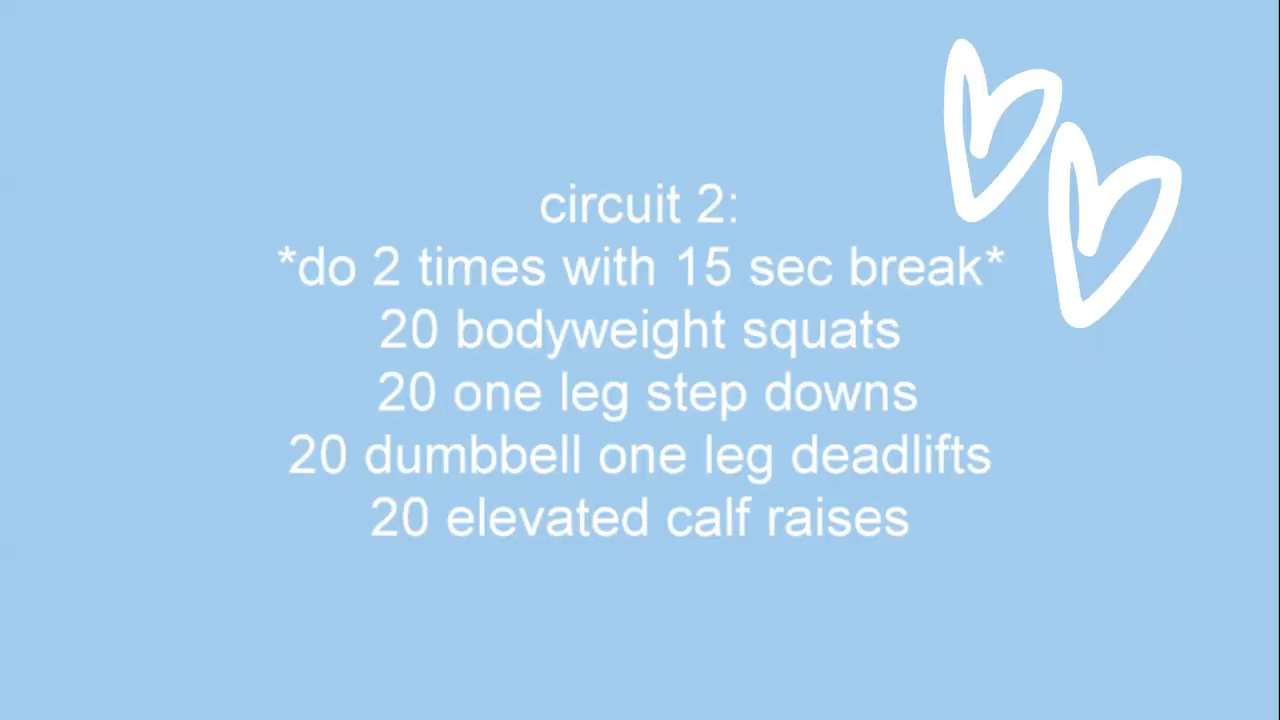 circuit 2:
*do 2 times with 15 sec break*
20 bodyweight squats
20 one leg step downs
20 dumbbell one leg deadlifts
20 elevated calf raises